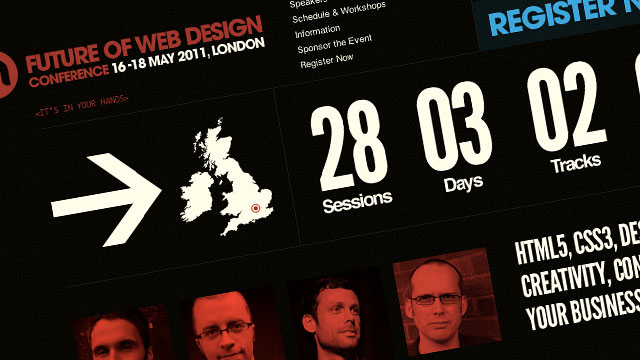 FUTURE OF WEB DESIGN
CONFERENCE 16-18 MAY 2011, LONDON
<IT'S IN YOUR HANDS>
Speakers
Schedule & Workshops
Information
Sponsor the Event
Register Now
REGISTER
28
Sessions
03
Days
02
Tracks
HTML5, CSS3,
CREATIVITY,
YOUR BUSINESS